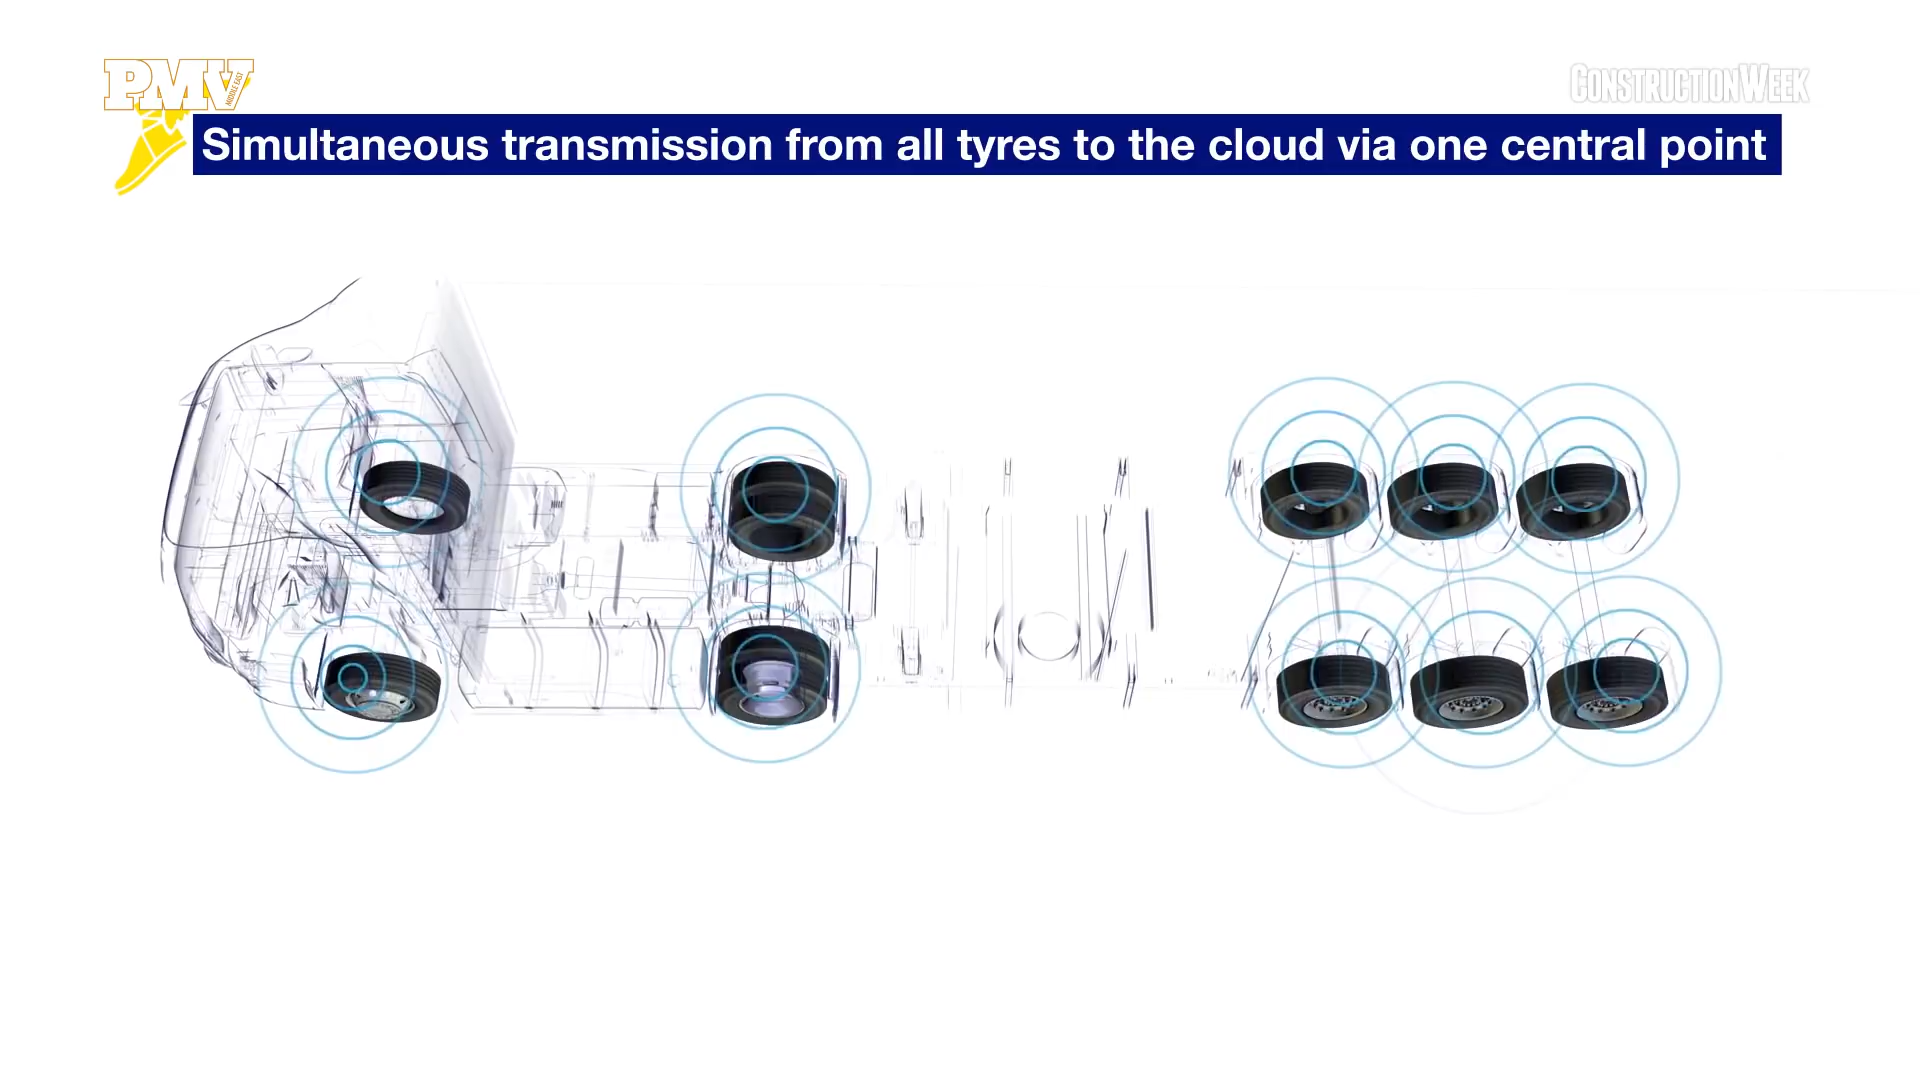 PMV
MIDDLE EAST
CONSTRUCTIONWEEK
Simultaneous transmission from all tyres to the cloud via one central point